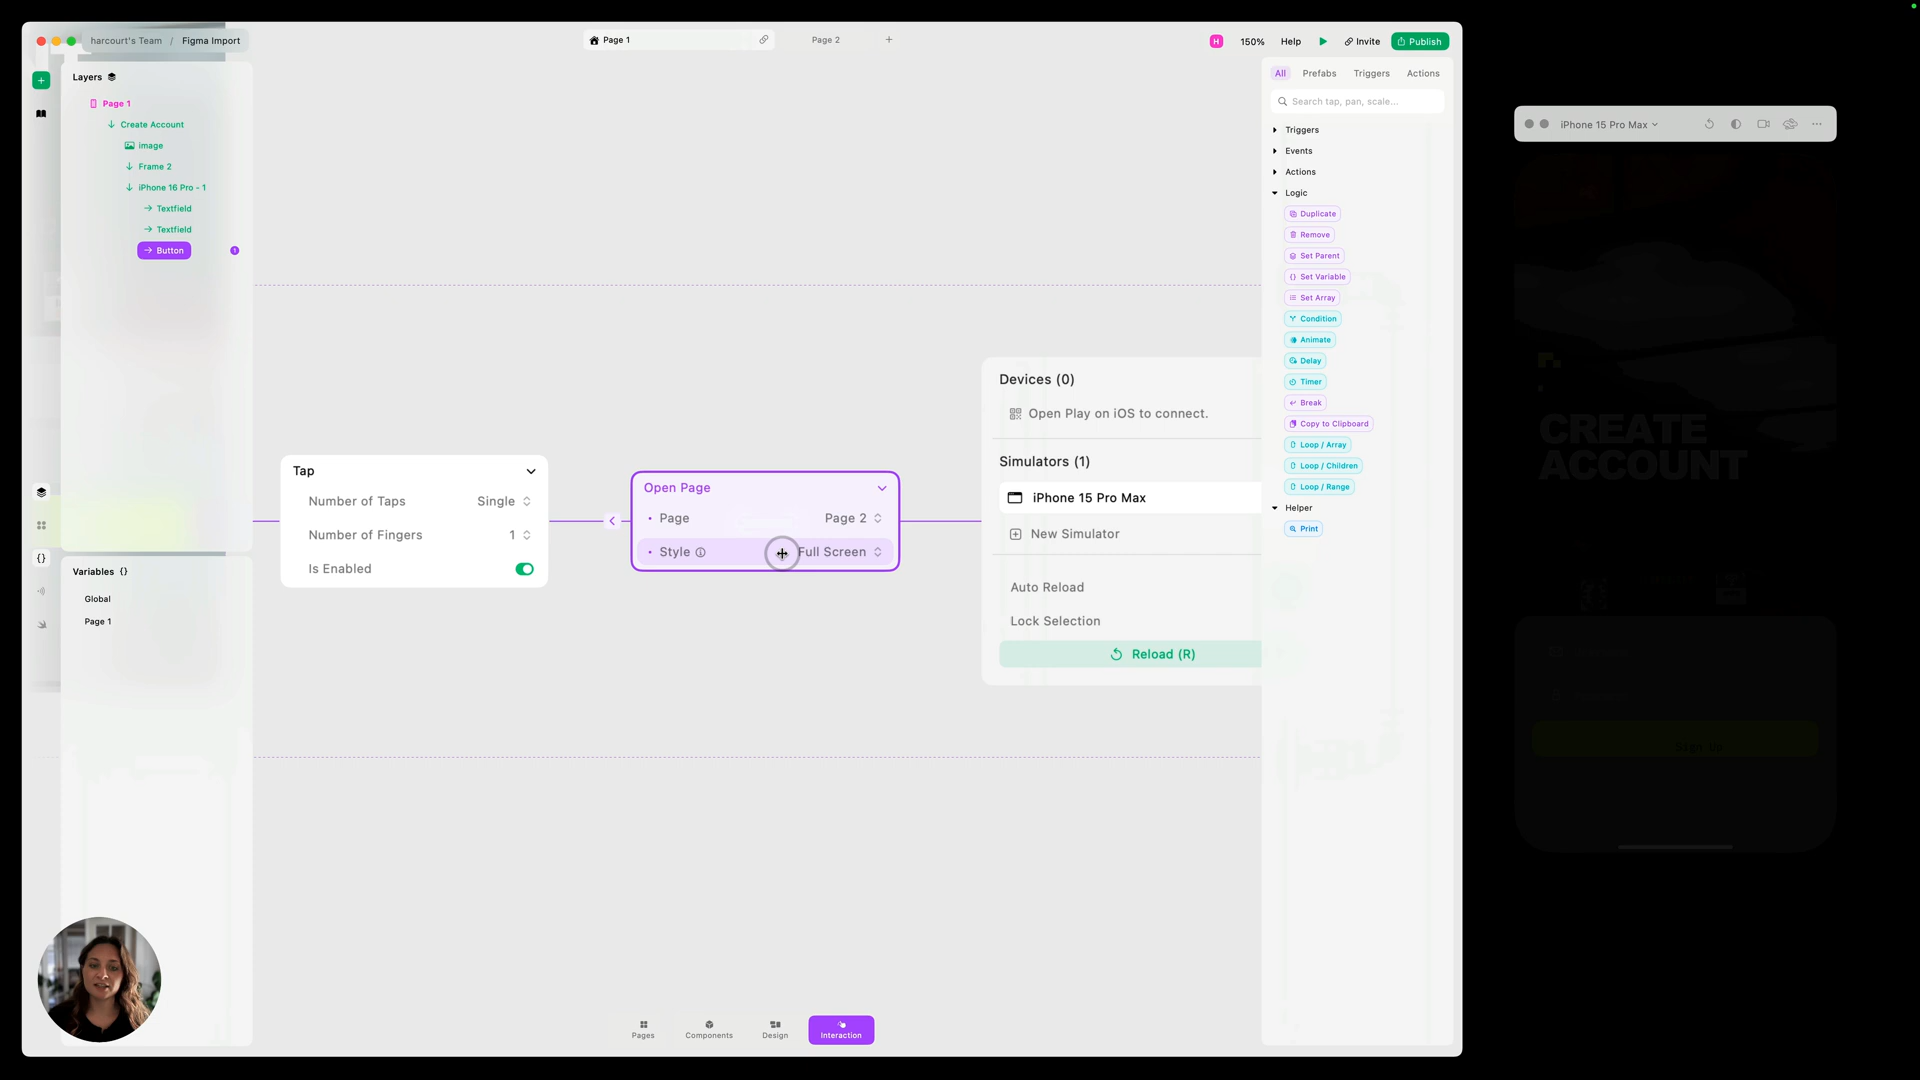 harcourt's Team / Figma Import
Page 1
Page 2
H
150%
Help
Invite
Publish
Layers
Page 1
Create Account
image
Frame 2
iPhone 16 Pro - 1
Textfield
Textfield
Button
1
Variables {}
Global
Page 1
Tap
Number of Taps Single
Number of Fingers 1
Is Enabled
Open Page
Page Page 2
Style Full Screen
Devices (0)
Open Play on iOS to connect.
Simulators (1)
iPhone 15 Pro Max
New Simulator
Auto Reload
Lock Selection
Reload (R)
All
Prefabs
Triggers
Actions
Search tap, pan, scale...
Triggers
Events
Actions
Logic
Duplicate
Remove
Set Parent
Set Variable
Set Array
Condition
Animate
Delay
Timer
Break
Copy to Clipboard
Loop / Array
Loop / Children
Loop / Range
Helper
Print
Pages
Components
Design
Interaction
iPhone 15 Pro Max
CREATE
ACCOUNT
Sign up